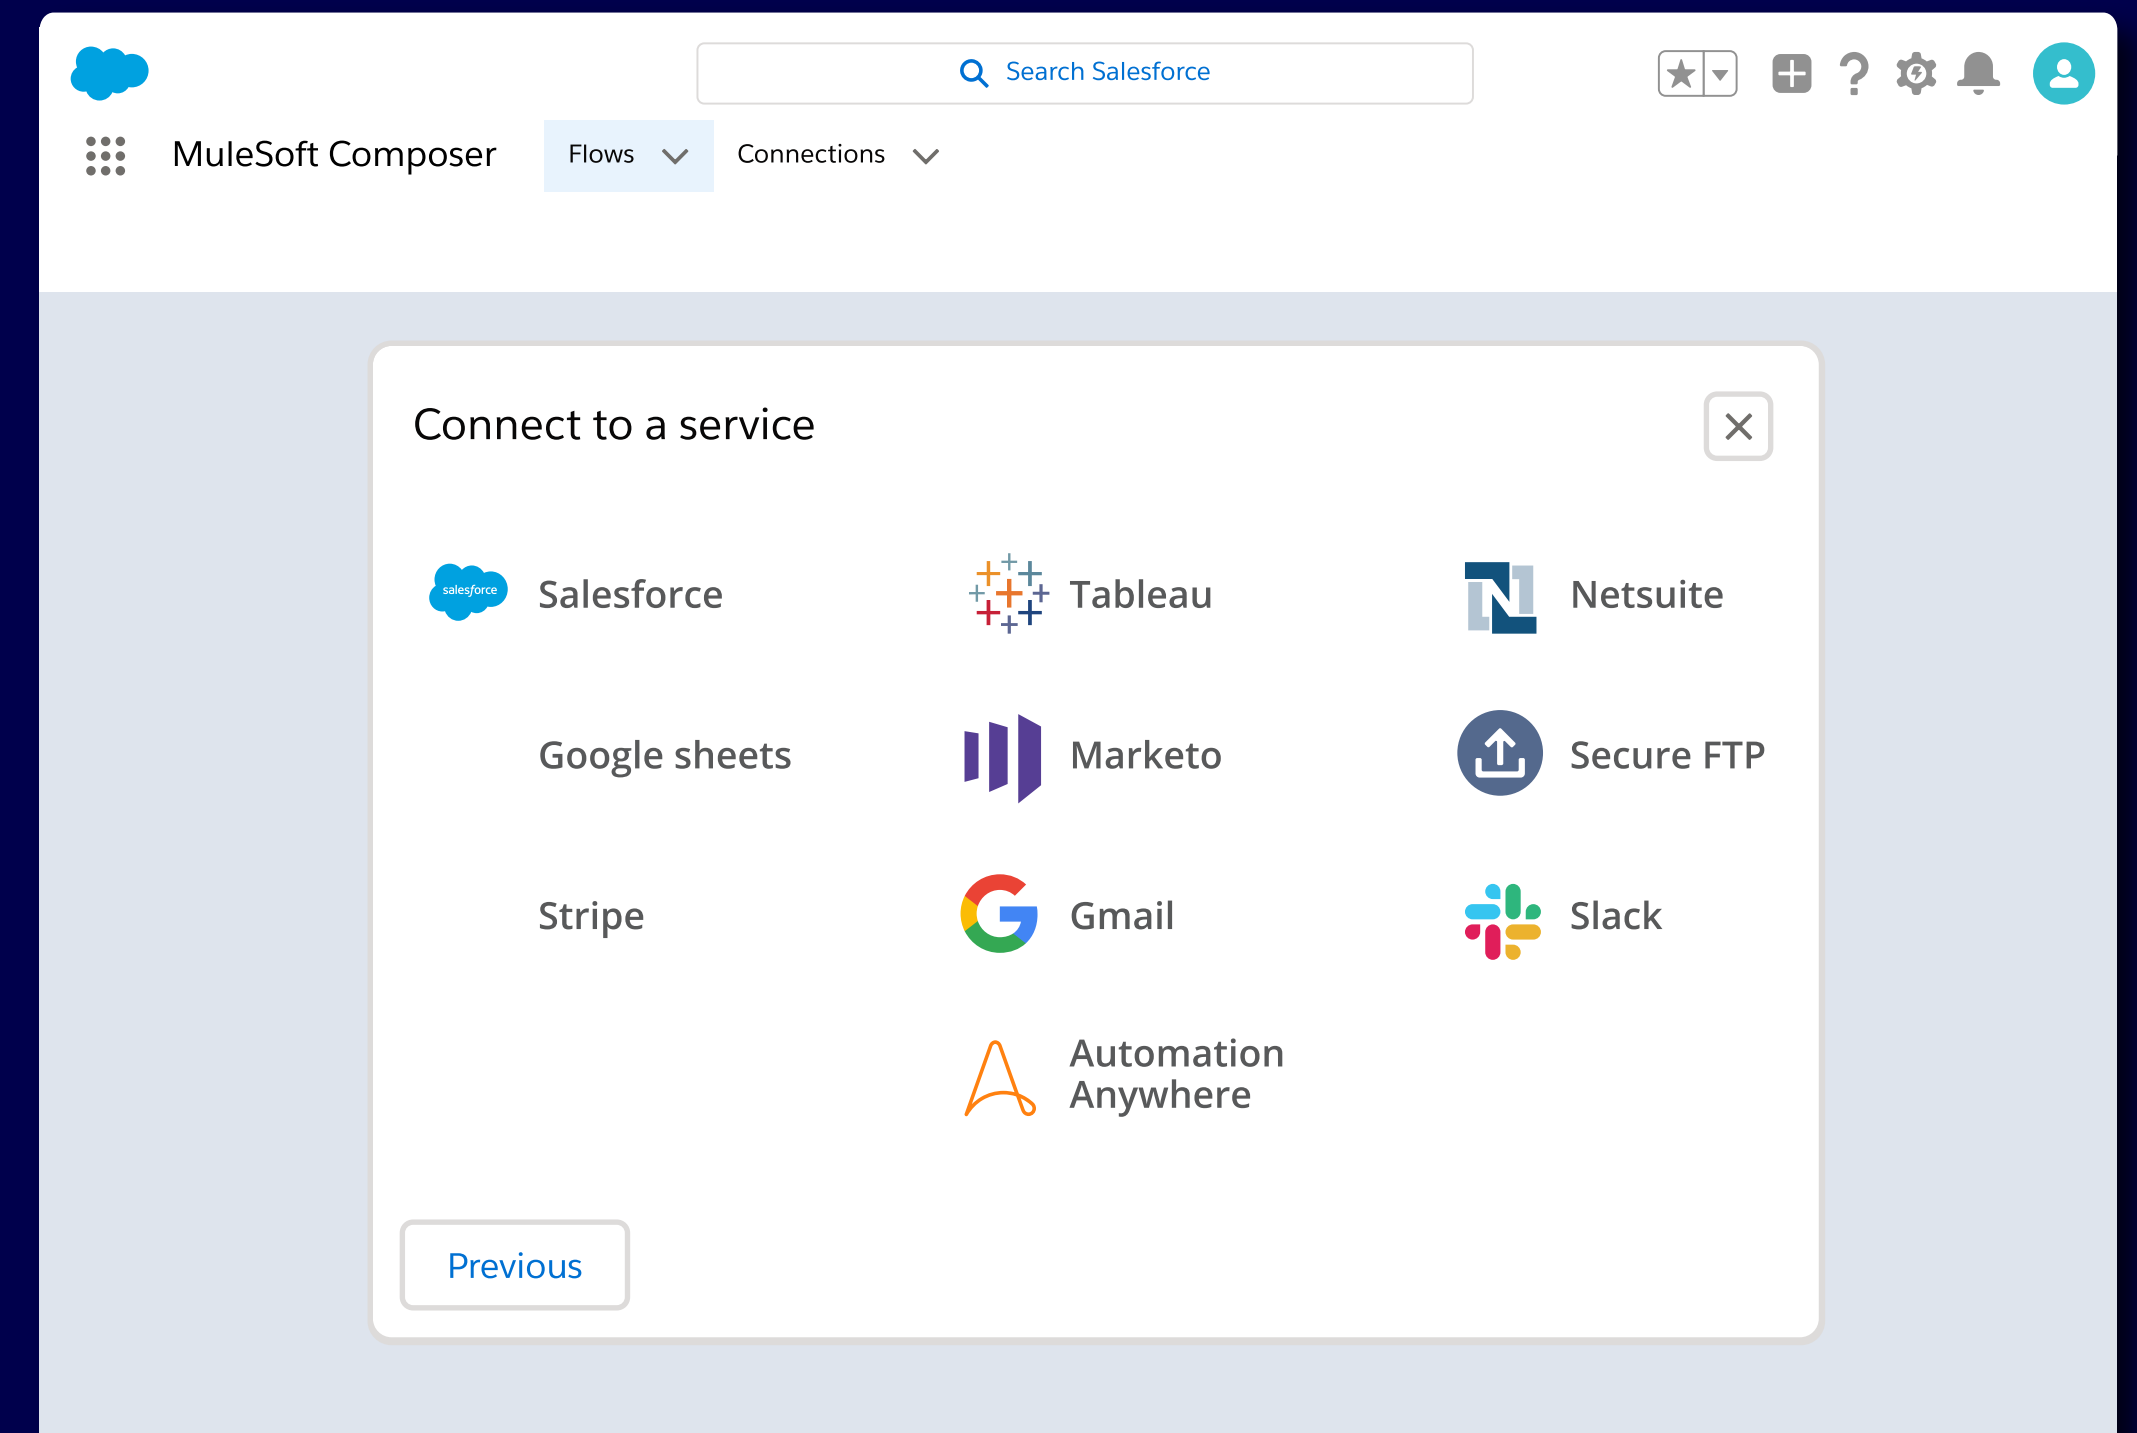 Search Salesforce
MuleSoft Composer
Flows
Connections
Connect to a service
salesforce
Salesforce
Tableau
Netsuite
Google sheets
Marketo
Secure FTP
Stripe
Gmail
Slack
Automation
Anywhere
Previous